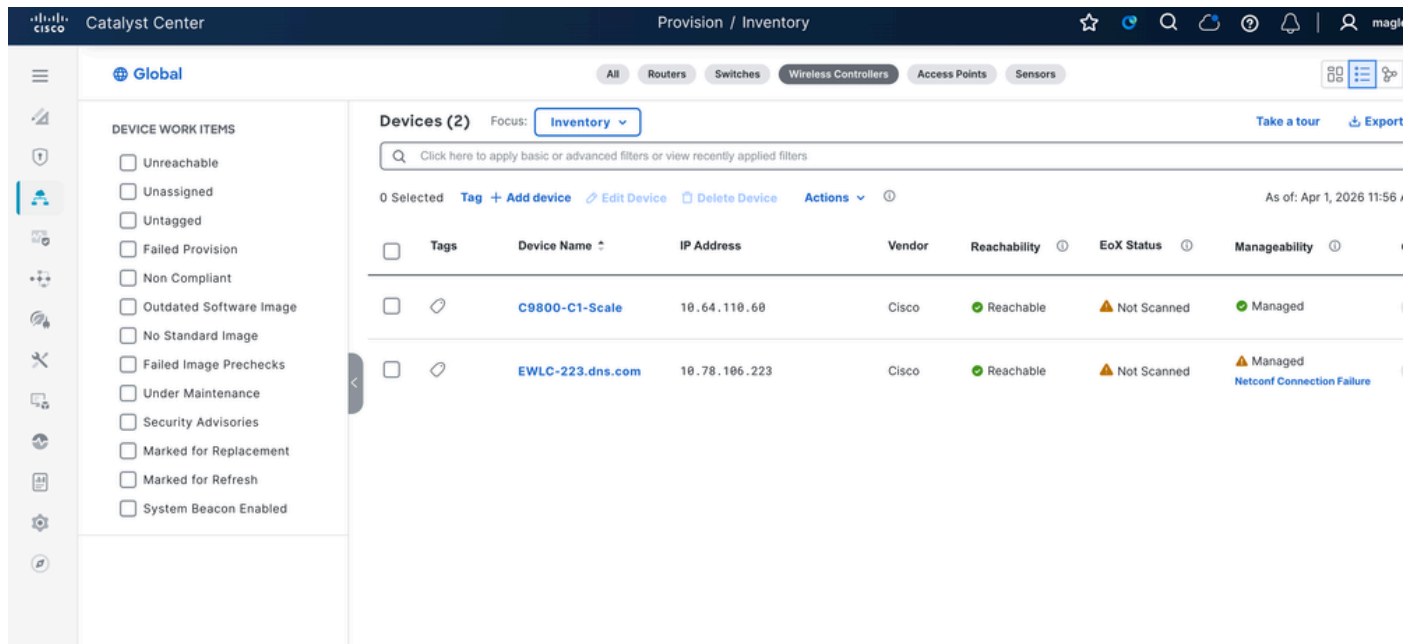 cisco Catalyst Center Provision / Inventory
Global All Routers Switches Wireless Controllers Access Points Sensors
DEVICE WORK ITEMS
Unreachable
Unassigned
Untagged
Failed Provision
Non Compliant
Outdated Software Image
No Standard Image
Failed Image Prechecks
Under Maintenance
Security Advisories
Marked for Replacement
Marked for Refresh
System Beacon Enabled
Devices (2) Focus: Inventory Take a tour Export
Click here to apply basic or advanced filters or view recently applied filters
0 Selected Tag + Add device Edit Device Delete Device Actions As of: Apr 1, 2026 11:56
Tags Device Name IP Address Vendor Reachability EoX Status Manageability
C9800-C1-Scale 10.64.110.60 Cisco Reachable Not Scanned Managed
EWLC-223.dns.com 10.78.106.223 Cisco Reachable Not Scanned Managed
Netconf Connection Failure